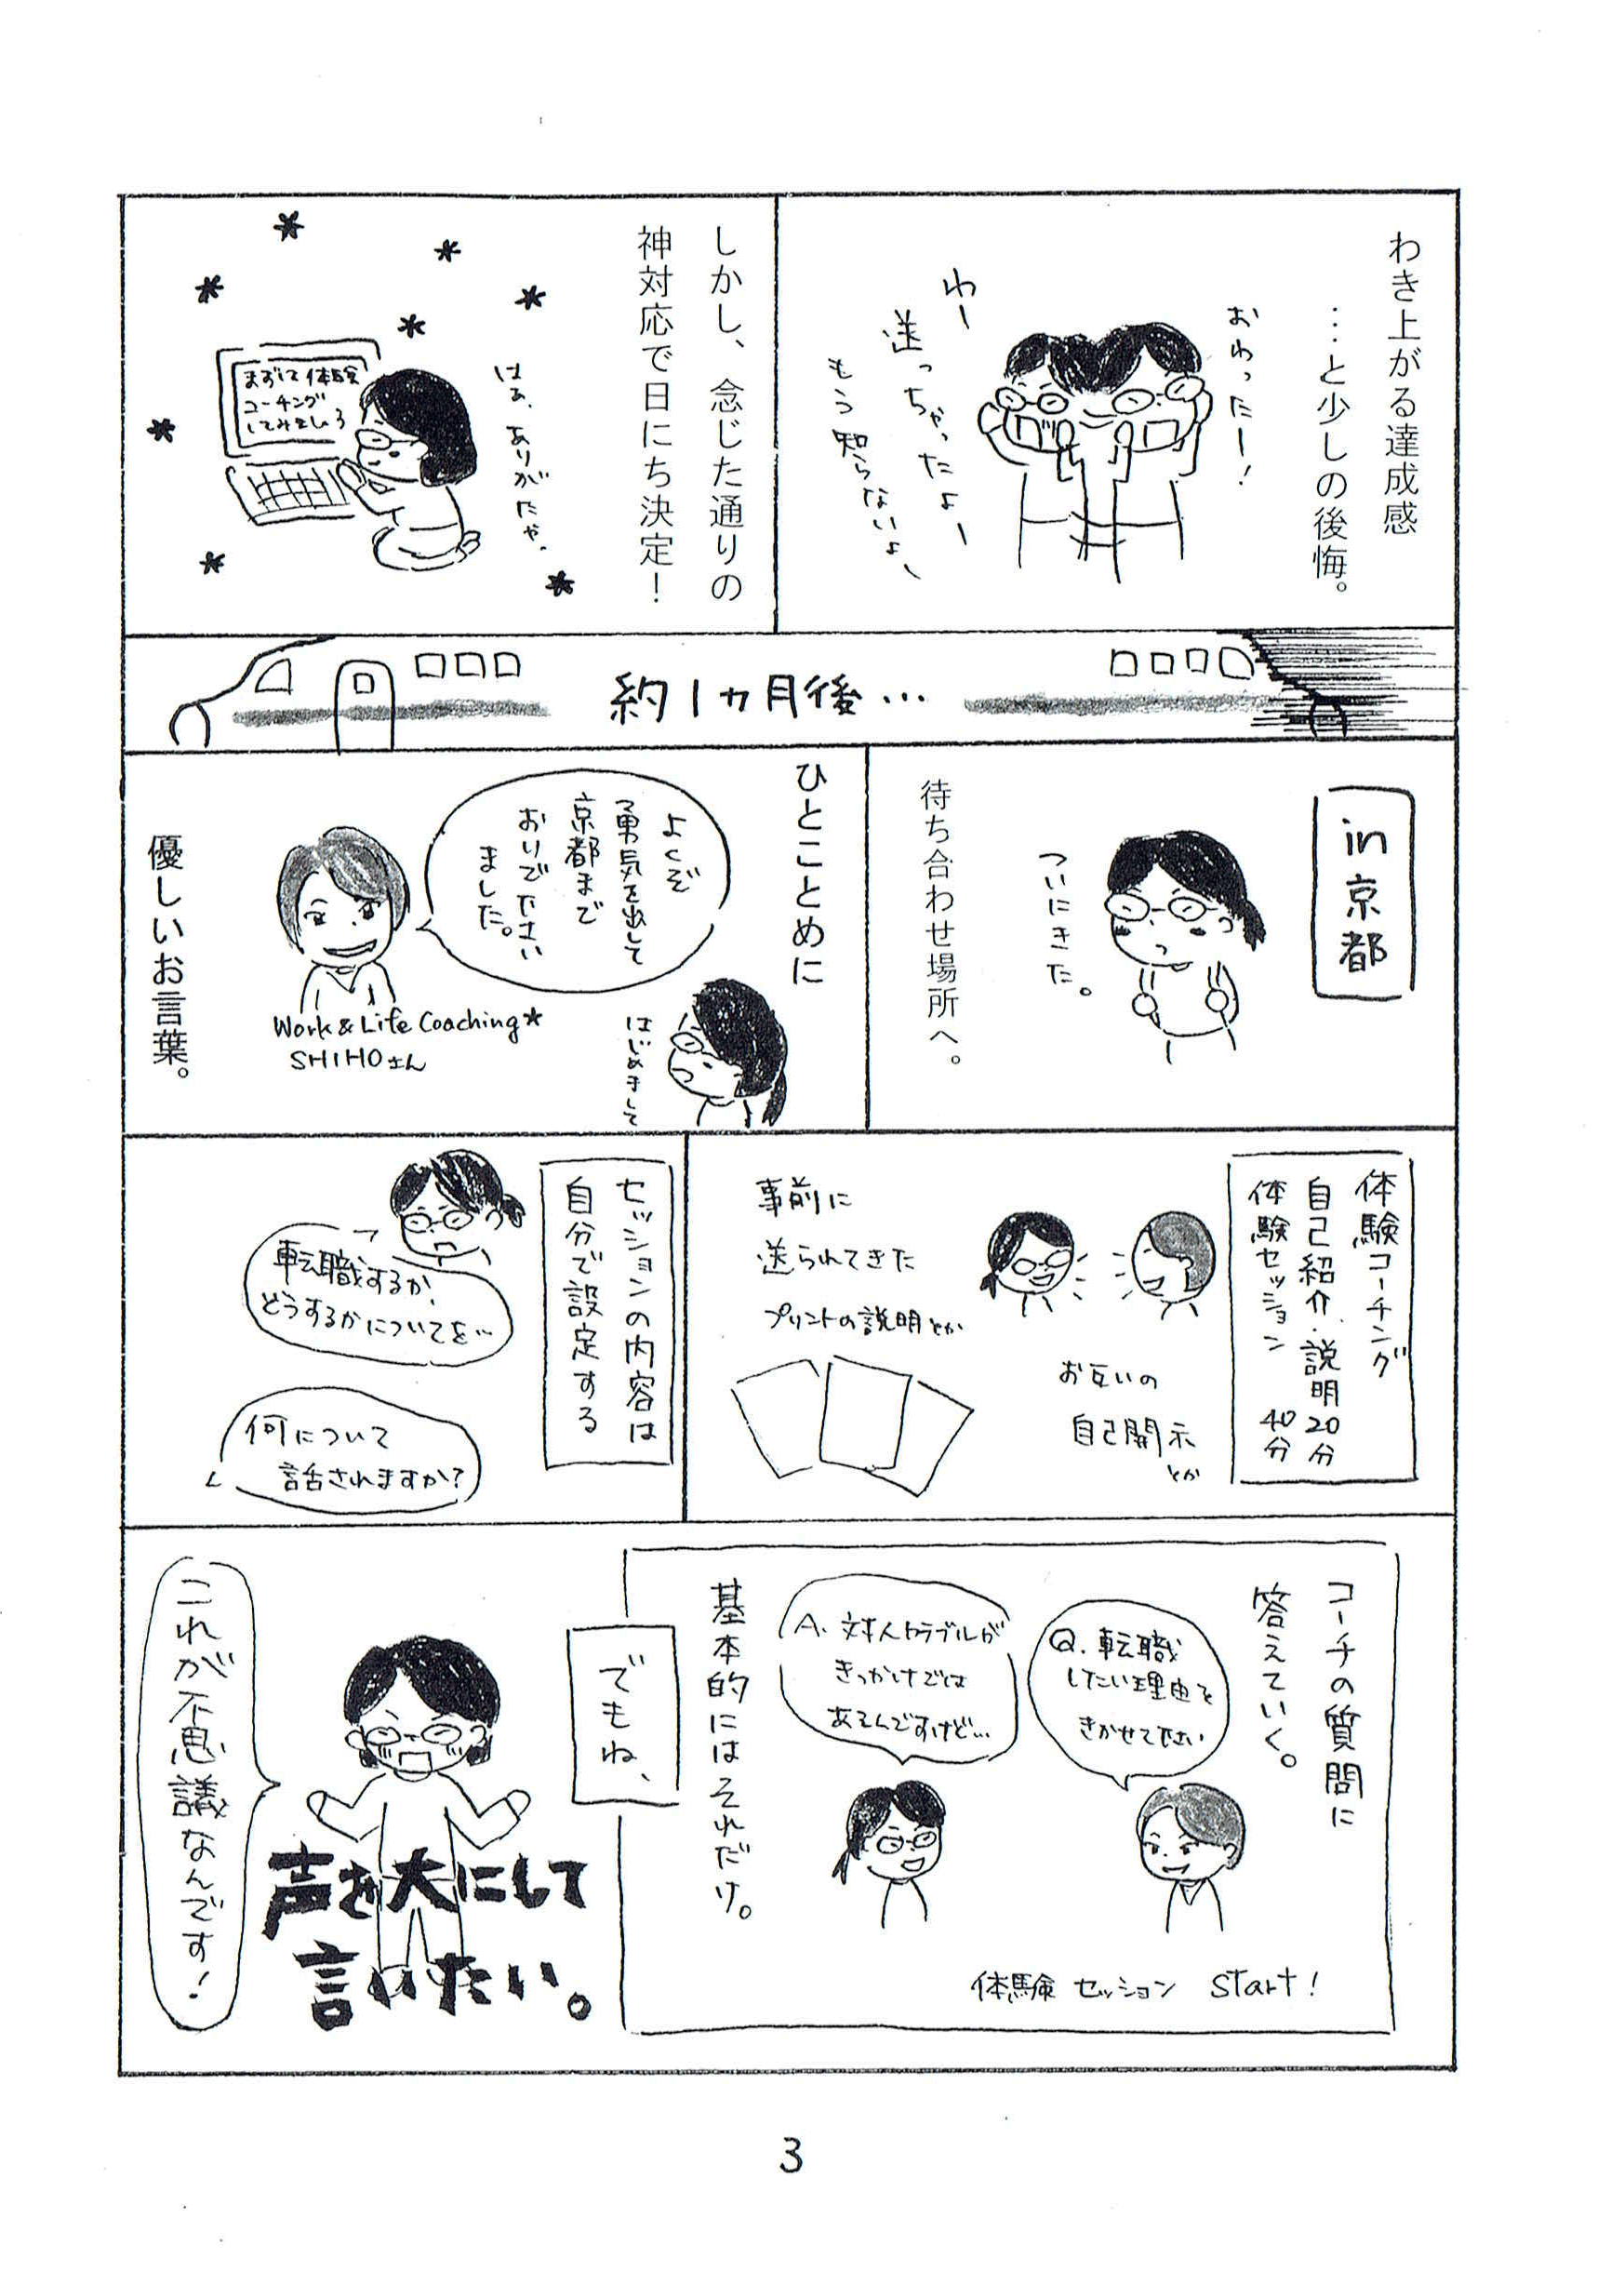 わき上がる達成感
…と少しの後悔。
おわったー!
わー
送っちゃったよー
もう知らないよ〜
しかし、念じた通りの
神対応で日にち決定!
はぁ、ありがたや、
まずは体験
コーチング
してみましょう
約1ヵ月後…
in京都
ついにきた。
待ち合わせ場所へ。
ひとことめに
よくぞ
勇気を出して
京都まで
おいで下さい
ました。
はじめまして
Work & Life Coaching★
SHIHOさん
優しいお言葉。
体験コーチング
自己紹介・説明20分
体験セッション 40分
お互いの
自己開示
とか
事前に
送られてきた
プリントの説明とか
セッションの内容は
自分で設定する
転職するか、
どうするかについてを…
何について
話されますか?
コーチの質問に
答えていく。
Q.転職
したい理由を
きかせて下さい
A.対人トラブルが
きっかけでは
あるんですけど…
体験セッション Start!
基本的にはそれだけ。
でもね、
声を大にして
言いたい。
これが不思議なんです!
3